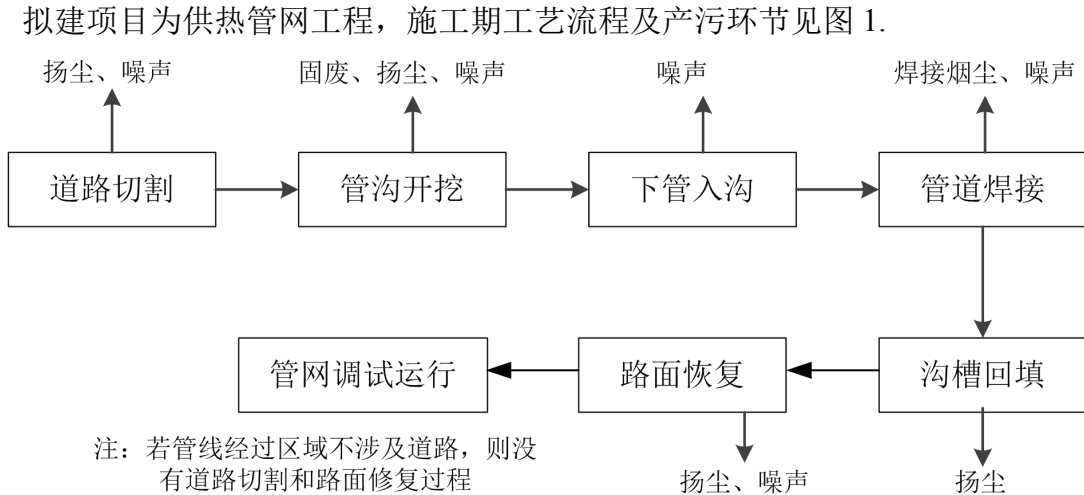 拟建项目为供热管网工程，施工期工艺流程及产污环节见图 1.
扬尘、噪声
固废、扬尘、噪声
噪声
焊接烟尘、噪声
道路切割
管沟开挖
下管入沟
管道焊接
管网调试运行
路面恢复
沟槽回填
注：若管线经过区域不涉及道路，则没
有道路切割和路面修复过程
扬尘、噪声
扬尘